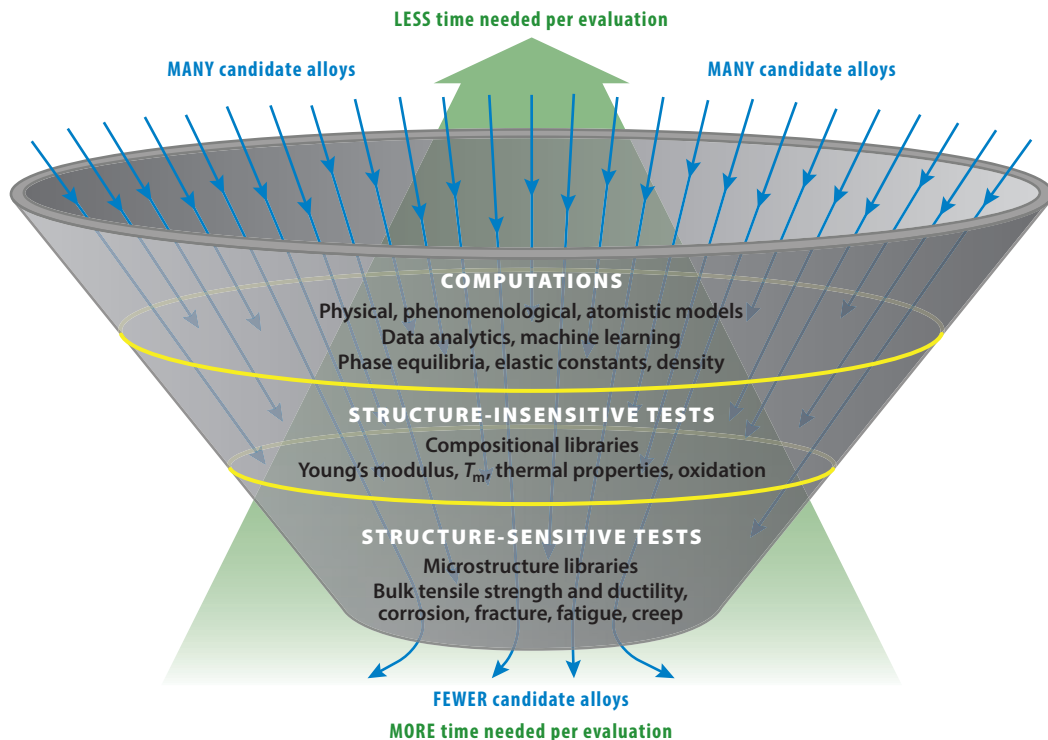 LESS time needed per evaluation
MANY candidate alloys
MANY candidate alloys
COMPUTATIONS
Physical, phenomenological, atomistic models
Data analytics, machine learning
Phase equilibria, elastic constants, density
STRUCTURE-INSENSITIVE TESTS
Compositional libraries
Young's modulus, Tm, thermal properties, oxidation
STRUCTURE-SENSITIVE TESTS
Microstructure libraries
Bulk tensile strength and ductility,
corrosion, fracture, fatigue, creep
FEWER candidate alloys
MORE time needed per evaluation